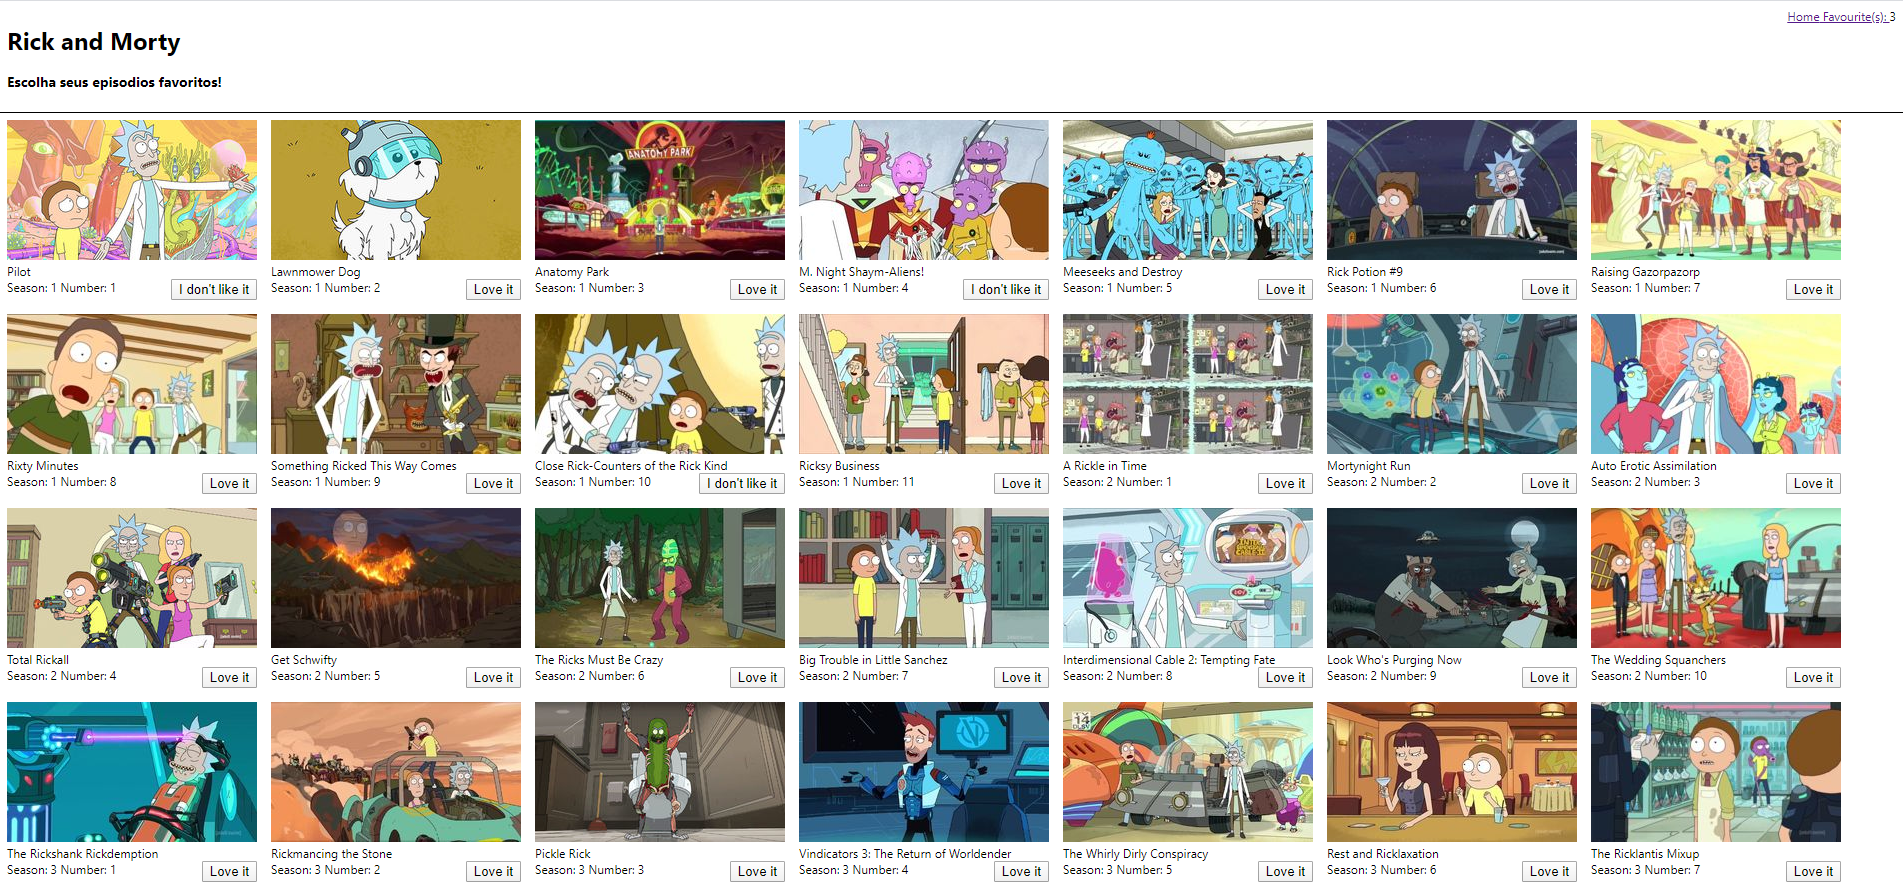 Home Favourite(s): 3
Rick and Morty
Escolha seus episodios favoritos!
ANATOMY PARK
Pilot
Season: 1 Number: 1
I don't like it
Lawnmower Dog
Season: 1 Number: 2
Love it
Anatomy Park
Season: 1 Number: 3
Love it
M. Night Shaym-Aliens!
Season: 1 Number: 4
I don't like it
Meeseeks and Destroy
Season: 1 Number: 5
Love it
Rick Potion #9
Season: 1 Number: 6
Love it
Raising Gazorpazorp
Season: 1 Number: 7
Love it
Rixty Minutes
Season: 1 Number: 8
Love it
Something Ricked This Way Comes
Season: 1 Number: 9
Love it
Close Rick-Counters of the Rick Kind
Season: 1 Number: 10
I don't like it
Ricksy Business
Season: 1 Number: 11
Love it
A Rickle in Time
Season: 2 Number: 1
Love it
Mortynight Run
Season: 2 Number: 2
Love it
Auto Erotic Assimilation
Season: 2 Number: 3
Love it
Total Rickall
Season: 2 Number: 4
Love it
Get Schwifty
Season: 2 Number: 5
Love it
The Ricks Must Be Crazy
Season: 2 Number: 6
Love it
Big Trouble in Little Sanchez
Season: 2 Number: 7
Love it
Interdimensional Cable 2: Tempting Fate
Season: 2 Number: 8
Love it
Look Who's Purging Now
Season: 2 Number: 9
Love it
The Wedding Squanchers
Season: 2 Number: 10
Love it
14
The Rickshank Rickdemption
Season: 3 Number: 1
Love it
Rickmancing the Stone
Season: 3 Number: 2
Love it
Pickle Rick
Season: 3 Number: 3
Love it
Vindicators 3: The Return of Worldender
Season: 3 Number: 4
Love it
The Whirly Dirly Conspiracy
Season: 3 Number: 5
Love it
Rest and Ricklaxation
Season: 3 Number: 6
Love it
The Ricklantis Mixup
Season: 3 Number: 7
Love it